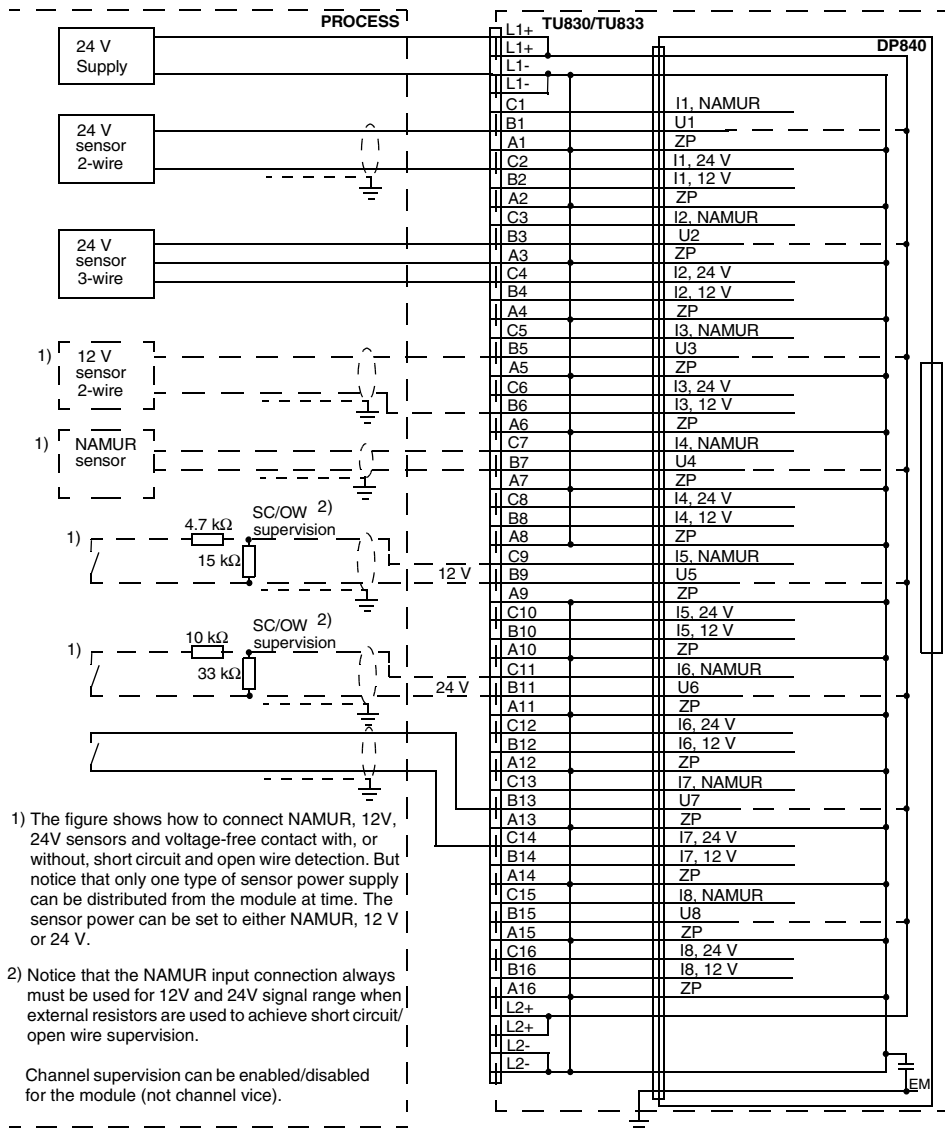 PROCESS
TU830/TU833
DP840
24 V
Supply
24 V
sensor
2-wire
24 V
sensor
3-wire
1) 12 V
sensor
2-wire
1) NAMUR
sensor
1)
4.7 kΩ
15 kΩ
SC/OW 2)
supervision
12 V
1)
10 kΩ
33 kΩ
SC/OW 2)
supervision
24 V
L1+
L1+
L1-
L1-
C1 I1, NAMUR
B1 U1
A1 ZP
C2 I1, 24 V
B2 I1, 12 V
A2 ZP
C3 I2, NAMUR
B3 U2
A3 ZP
C4 I2, 24 V
B4 I2, 12 V
A4 ZP
C5 I3, NAMUR
B5 U3
A5 ZP
C6 I3, 24 V
B6 I3, 12 V
A6 ZP
C7 I4, NAMUR
B7 U4
A7 ZP
C8 I4, 24 V
B8 I4, 12 V
A8 ZP
C9 I5, NAMUR
B9 U5
A9 ZP
C10 I5, 24 V
B10 I5, 12 V
A10 ZP
C11 I6, NAMUR
B11 U6
A11 ZP
C12 I6, 24 V
B12 I6, 12 V
A12 ZP
C13 I7, NAMUR
B13 U7
A13 ZP
C14 I7, 24 V
B14 I7, 12 V
A14 ZP
C15 I8, NAMUR
B15 U8
A15 ZP
C16 I8, 24 V
B16 I8, 12 V
A16 ZP
L2+
L2+
L2-
L2-
EM
1) The figure shows how to connect NAMUR, 12V,
24V sensors and voltage-free contact with, or
without, short circuit and open wire detection. But
notice that only one type of sensor power supply
can be distributed from the module at time. The
sensor power can be set to either NAMUR, 12 V
or 24 V.
2) Notice that the NAMUR input connection always
must be used for 12V and 24V signal range when
external resistors are used to achieve short circuit/
open wire supervision.
Channel supervision can be enabled/disabled
for the module (not channel vice).